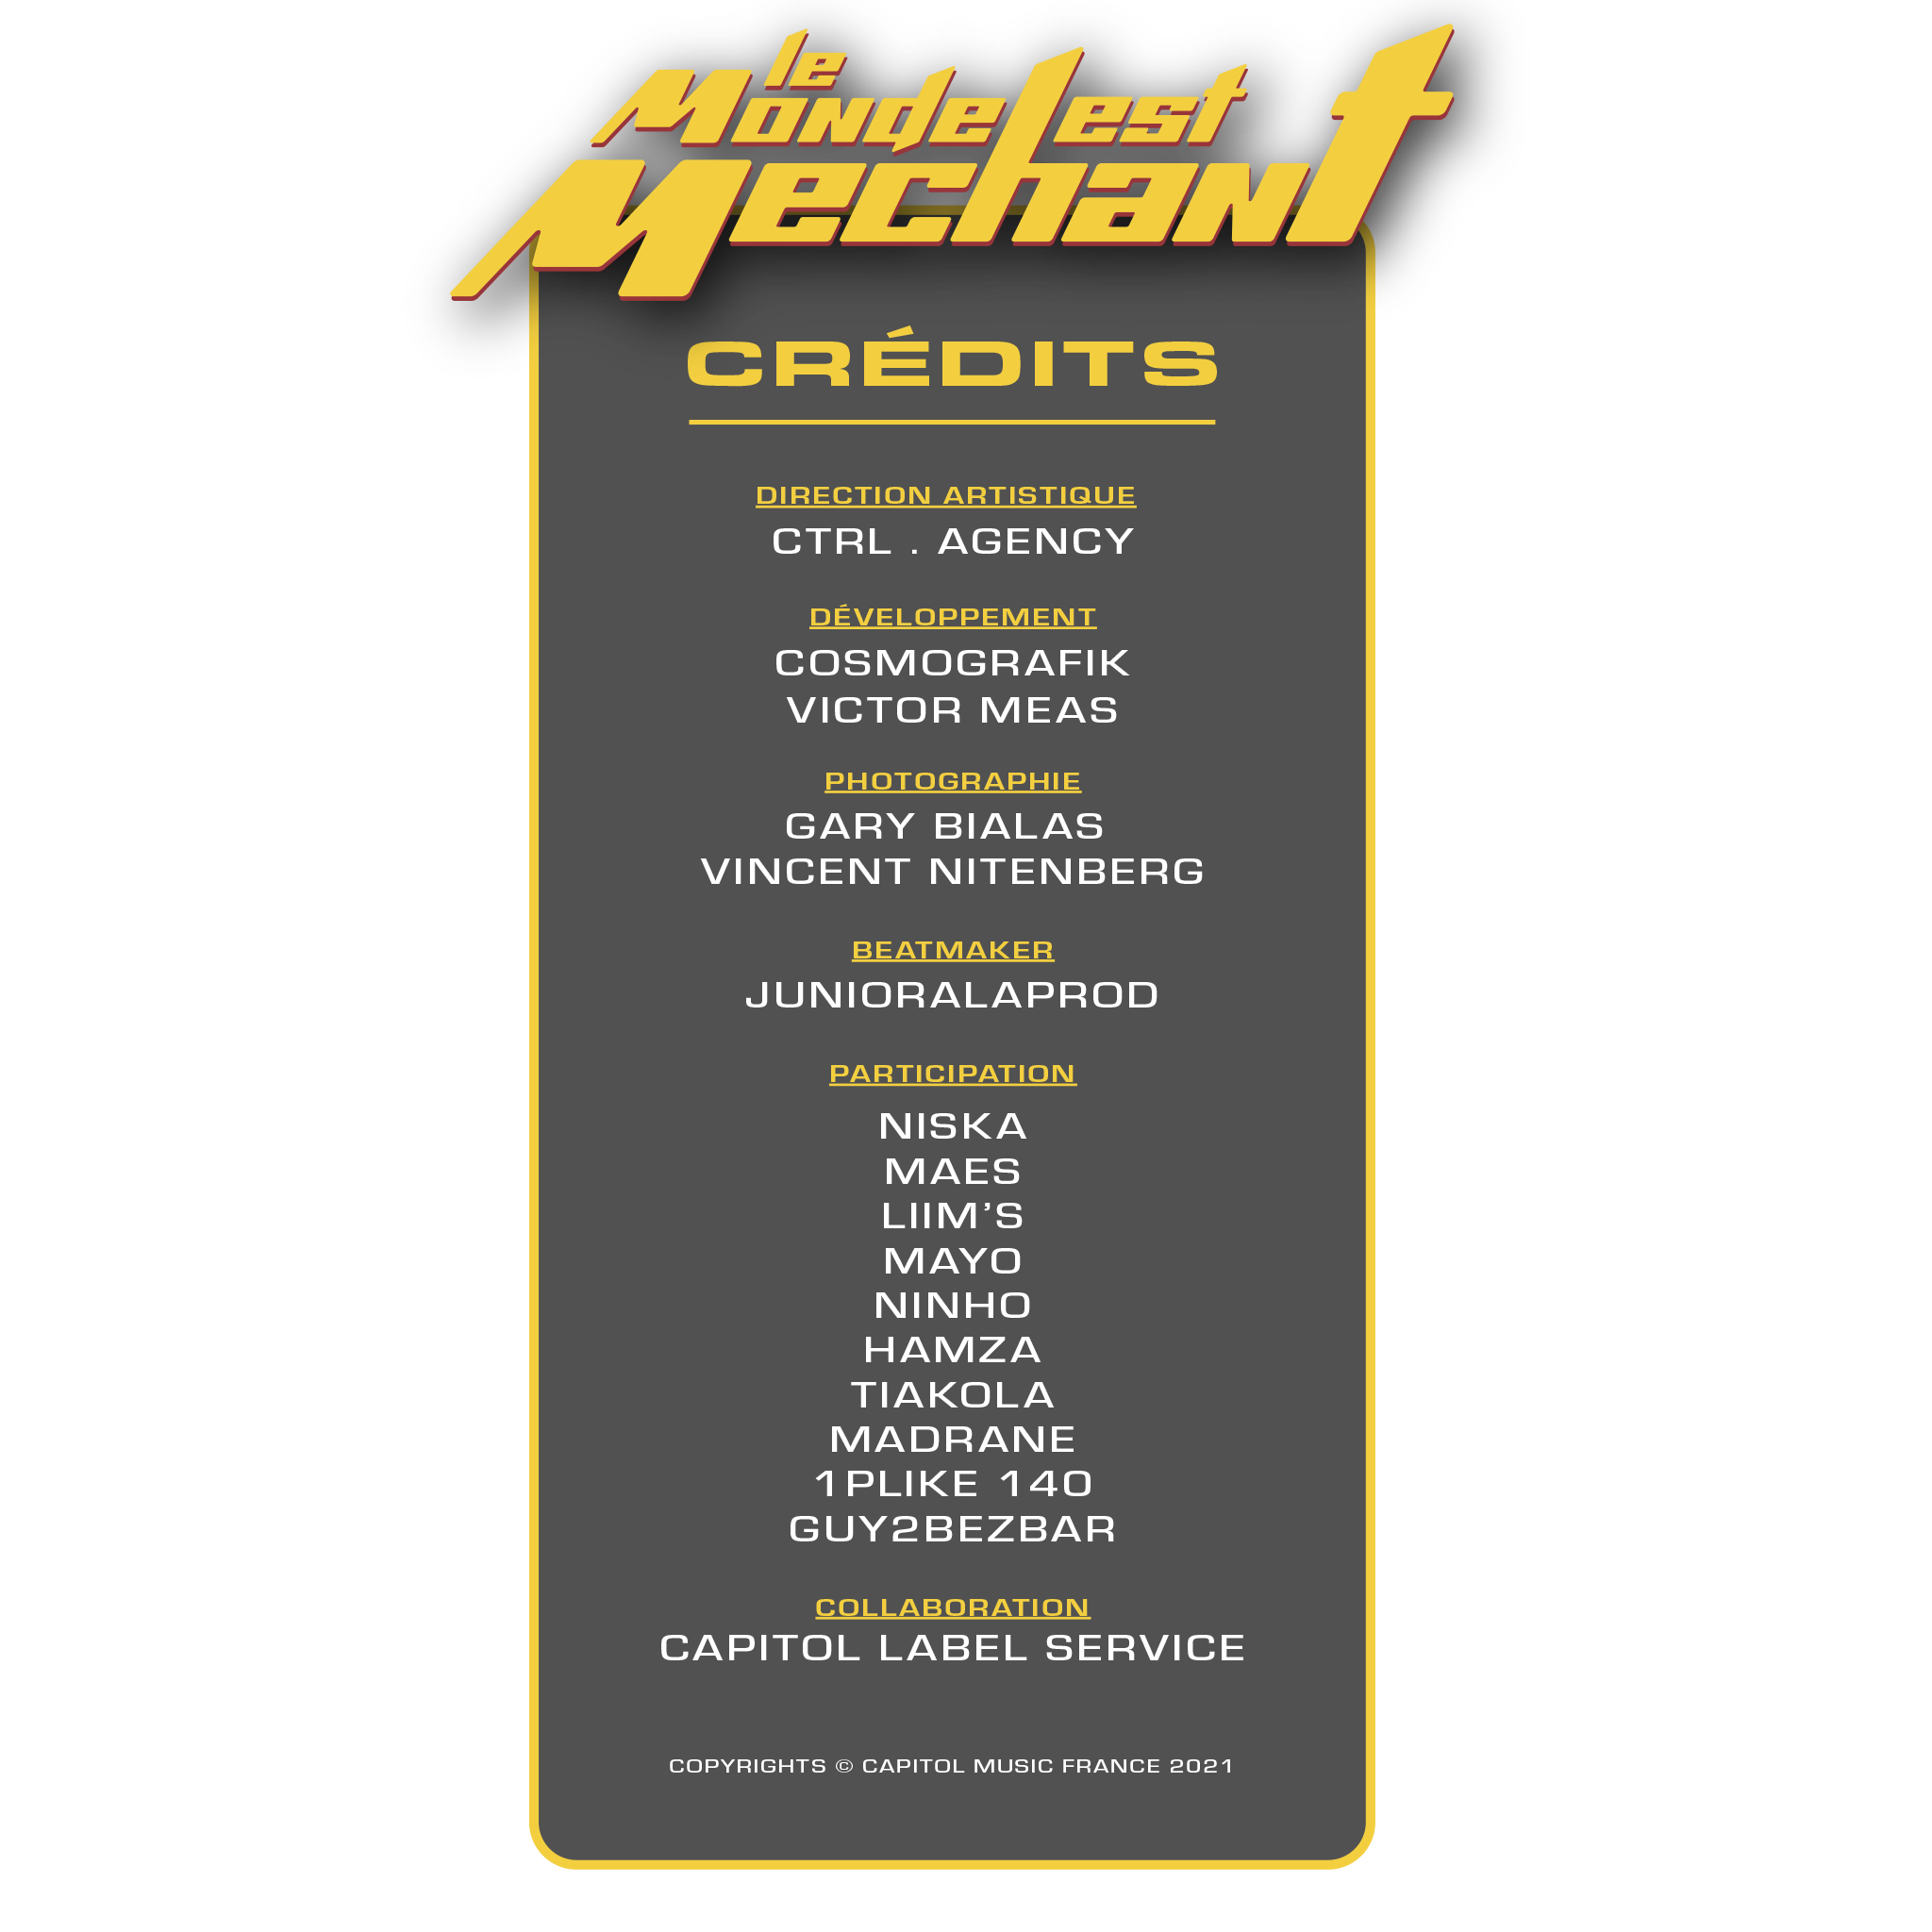 le
Monde est
Mechant
CRÉDITS
DIRECTION ARTISTIQUE
CTRL . AGENCY
DÉVELOPPEMENT
COSMOGRAFIK
VICTOR MEAS
PHOTOGRAPHIE
GARY BIALAS
VINCENT NITENBERG
BEATMAKER
JUNIORALAPROD
PARTICIPATION
NISKA
MAES
LIIM’S
MAYO
NINHO
HAMZA
TIAKOLA
MADRANE
1PLIKE 140
GUY2BEZBAR
COLLABORATION
CAPITOL LABEL SERVICE
COPYRIGHTS © CAPITOL MUSIC FRANCE 2021